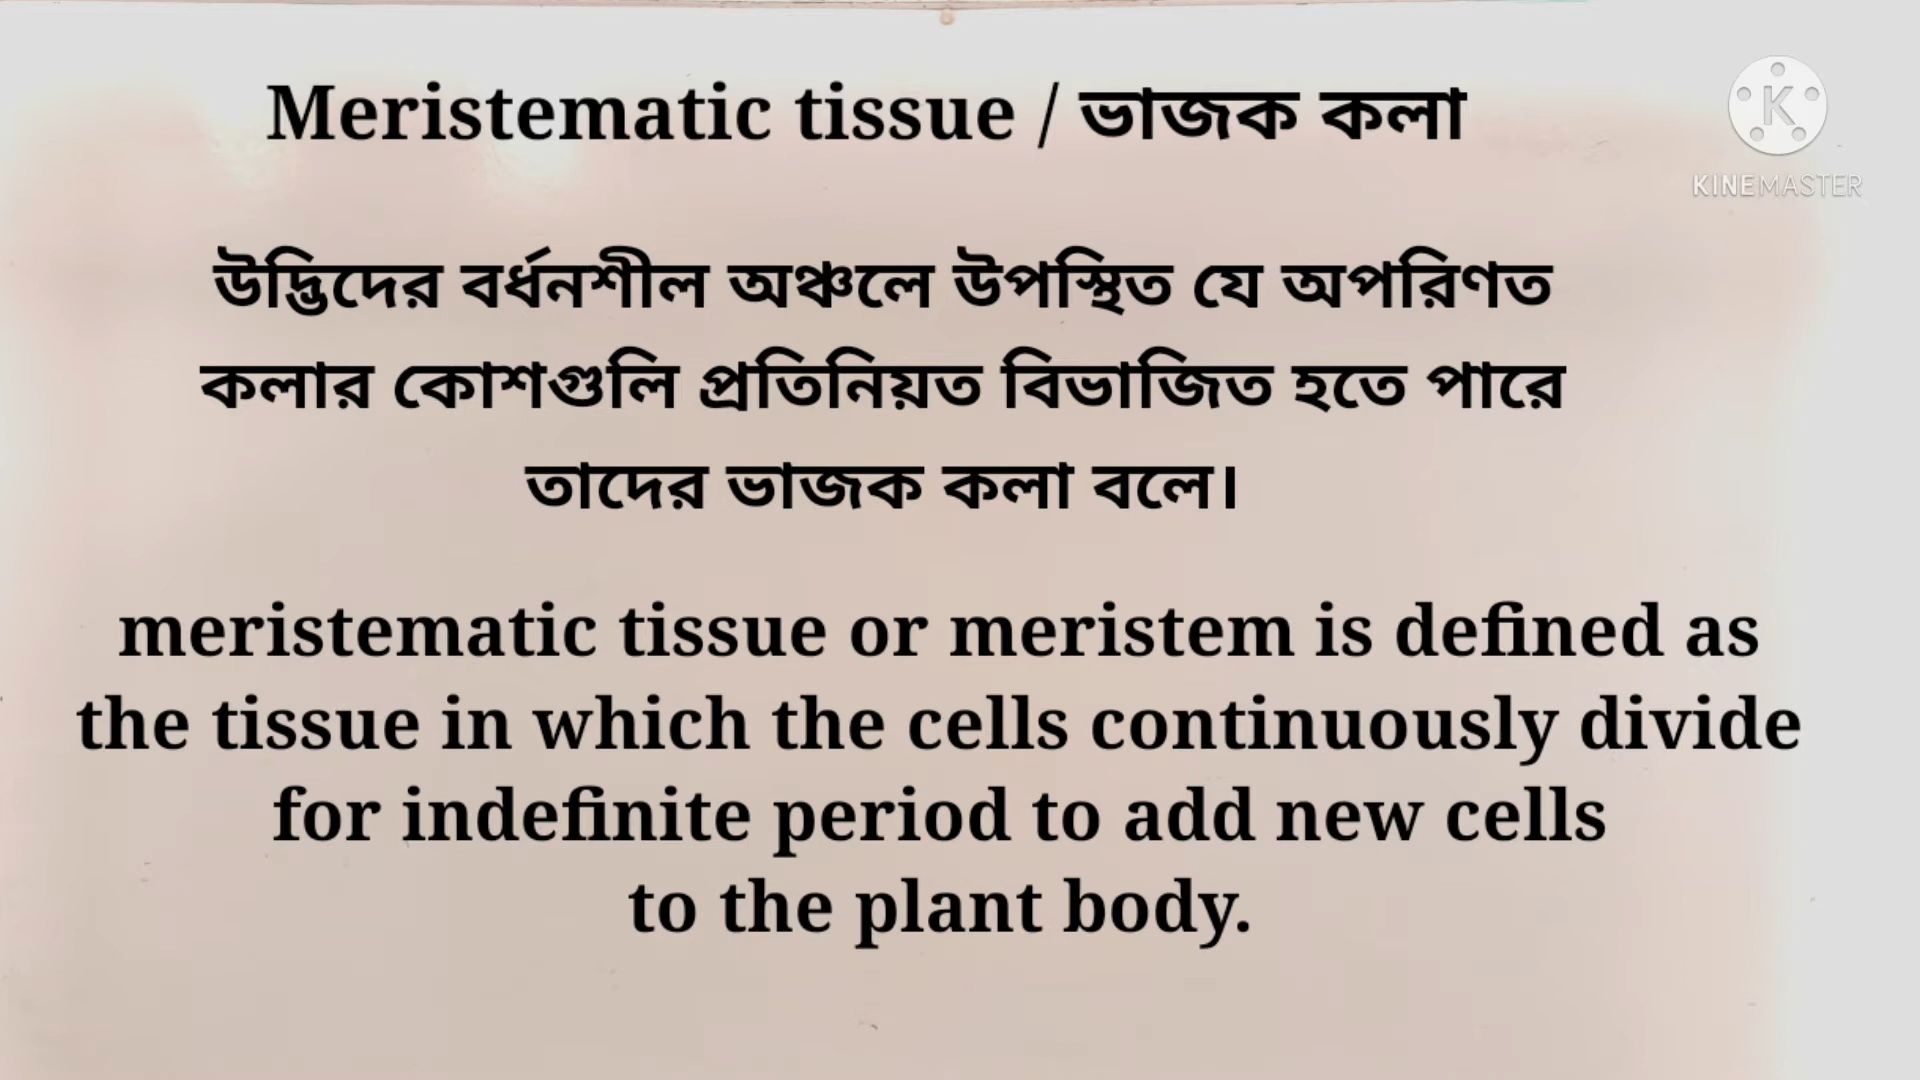 Meristematic tissue / ভাজক কলা
KINEMASTER
উদ্ভিদের বর্ধনশীল অঞ্চলে উপস্থিত যে অপরিণত
কলার কোশগুলি প্রতিনিয়ত বিভাজিত হতে পারে
তাদের ভাজক কলা বলে।
meristematic tissue or meristem is defined as
the tissue in which the cells continuously divide
for indefinite period to add new cells
to the plant body.